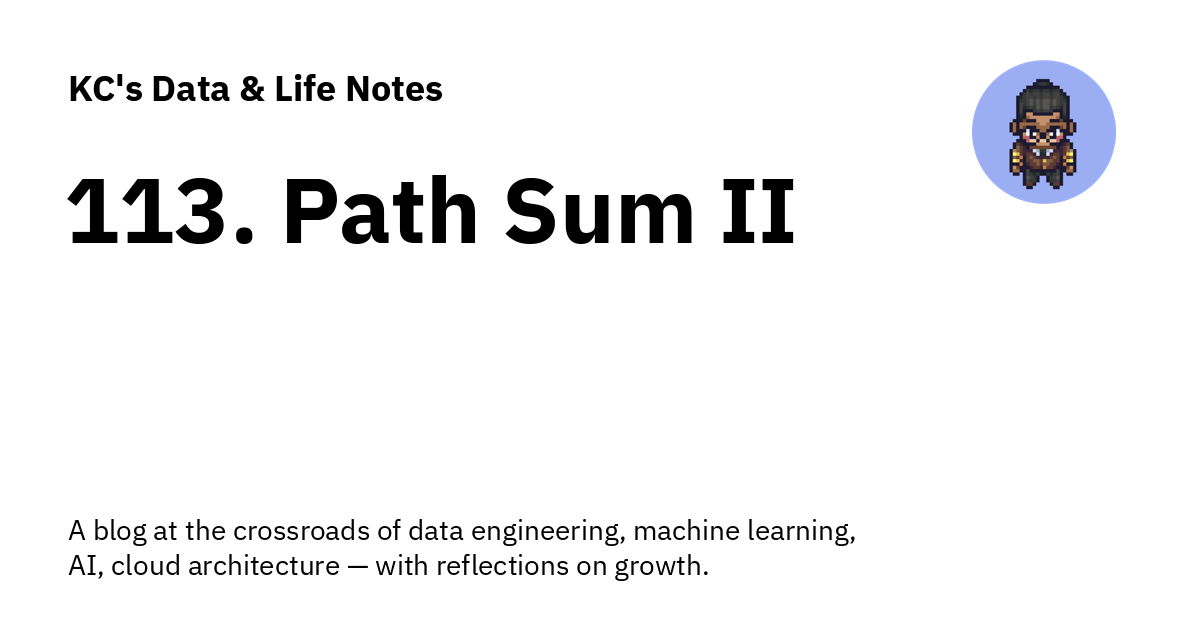 KC's Data & Life Notes
113. Path Sum II
A blog at the crossroads of data engineering, machine learning,
AI, cloud architecture — with reflections on growth.